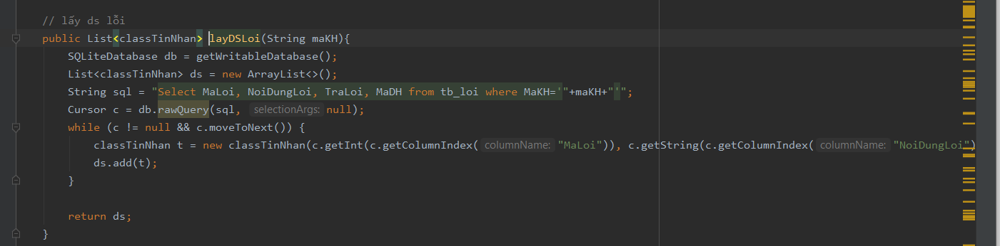 // lấy ds lỗi
public List<classTinNhan> layDSLoi(String maKH){
SQLiteDatabase db = getWritableDatabase();
List<classTinNhan> ds = new ArrayList<>();
String sql = "Select MaLoi, NoiDungLoi, TraLoi, MaDH from tb_loi where MaKH='"+maKH+"'";
Cursor c = db.rawQuery(sql, selectionArgs: null);
while (c != null && c.moveToNext()) {
classTinNhan t = new classTinNhan(c.getInt(c.getColumnIndex( columnName: "MaLoi")), c.getString(c.getColumnIndex( columnName: "NoiDungLoi")
ds.add(t);
}
return ds;
}